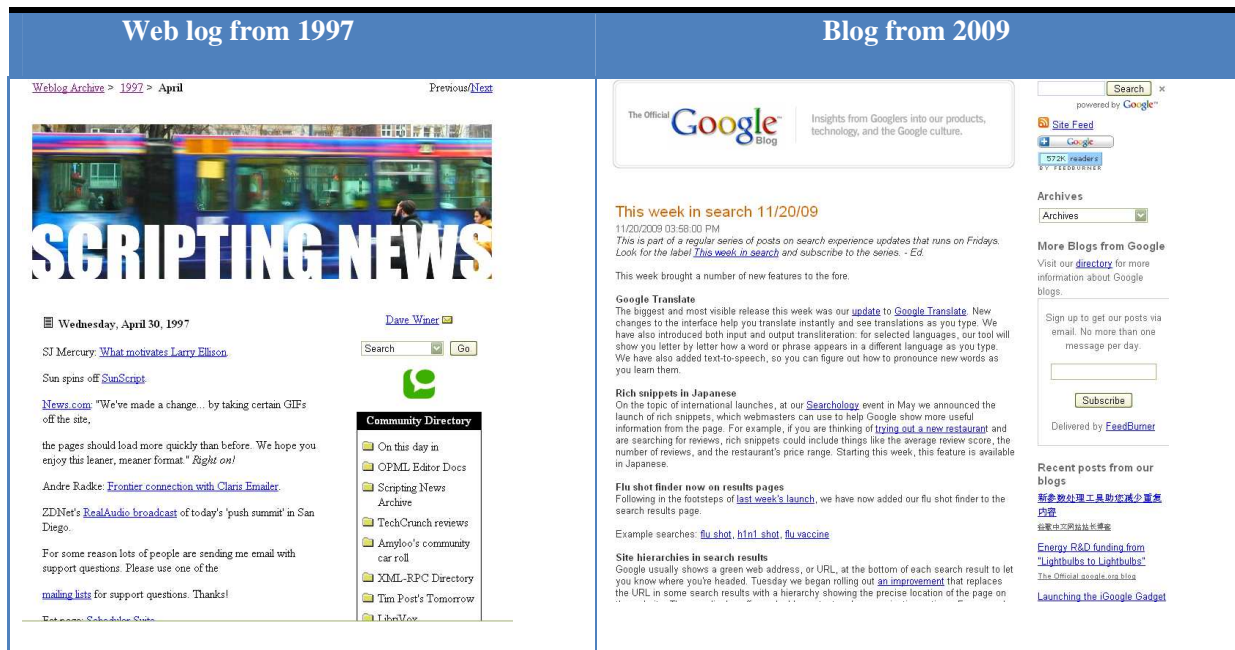 Web log from 1997
Blog from 2009
Weblog Archive > 1997 > April
Previous/Next
SCRIPTING NEWS
Wednesday, April 30, 1997
SJ Mercury: What motivates Larry Ellison.
Sun spins off SunScript.
News.com: "We've made a change... by taking certain GIFs
off the site,
the pages should load more quickly than before. We hope you
enjoy this leaner, meaner format." Right on!
Andre Radke: Frontier connection with Claris Emailer.
ZDNet's RealAudio broadcast of today's 'push summit' in San
Diego.
For some reason lots of people are sending me email with
support questions. Please use one of the
mailing lists for support questions. Thanks!
Dave Winer
Search
Go
Community Directory
On this day in
OPML Editor Docs
Scripting News
Archive
TechCrunch reviews
Amyloo's community
car roll
XML-RPC Directory
Tim Post's Tomorrow
LibriVox
The Official Google Blog
Insights from Googlers into our products,
technology, and the Google culture.
This week in search 11/20/09
11/20/2009 03:58:00 PM
This is part of a regular series of posts on search experience updates that runs on Fridays.
Look for the label This week in search and subscribe to the series. - Ed.
This week brought a number of new features to the fore.
Google Translate
The biggest and most visible release this week was our update to Google Translate. New
changes to the interface help you translate instantly and see translations as you type. We
have also introduced both input and output transliteration: for selected languages, our tool will
show you letter by letter how a word or phrase appears in a different language as you type.
We have also added text-to-speech, so you can figure out how to pronounce new words as
you learn them.
Rich snippets in Japanese
On the topic of international launches, at our Searchology event in May we announced the
launch of rich snippets, which webmasters can use to help Google show more useful
information from the page. For example, if you are thinking of trying out a new restaurant and
are searching for reviews, rich snippets could include things like the average review score, the
number of reviews, and the restaurant's price range. Starting this week, this feature is available
in Japanese.
Flu shot finder now on results pages
Following in the footsteps of last week's launch, we have now added our flu shot finder to the
search results page.
Example searches: flu shot, h1n1 shot, flu vaccine
Site hierarchies in search results
Google usually shows a green web address, or URL, at the bottom of each search result to let
you know where you're headed. Tuesday we began rolling out an improvement that replaces
the URL in some search results with a hierarchy showing the precise location of the page on
Search ×
powered by Google™
Site Feed
Google
572K readers
BY FEEDBURNER
Archives
Archives
More Blogs from Google
Visit our directory for more
information about Google
blogs.
Sign up to get our posts via
email. No more than one
message per day.
Subscribe
Delivered by FeedBurner
Recent posts from our
blogs
新参数处理工具助您减少重复
内容
谷歌中文网站站长博客
Energy R&D funding from
"Lightbulbs to Lightbulbs"
The Official google.org blog
Launching the iGoogle Gadget